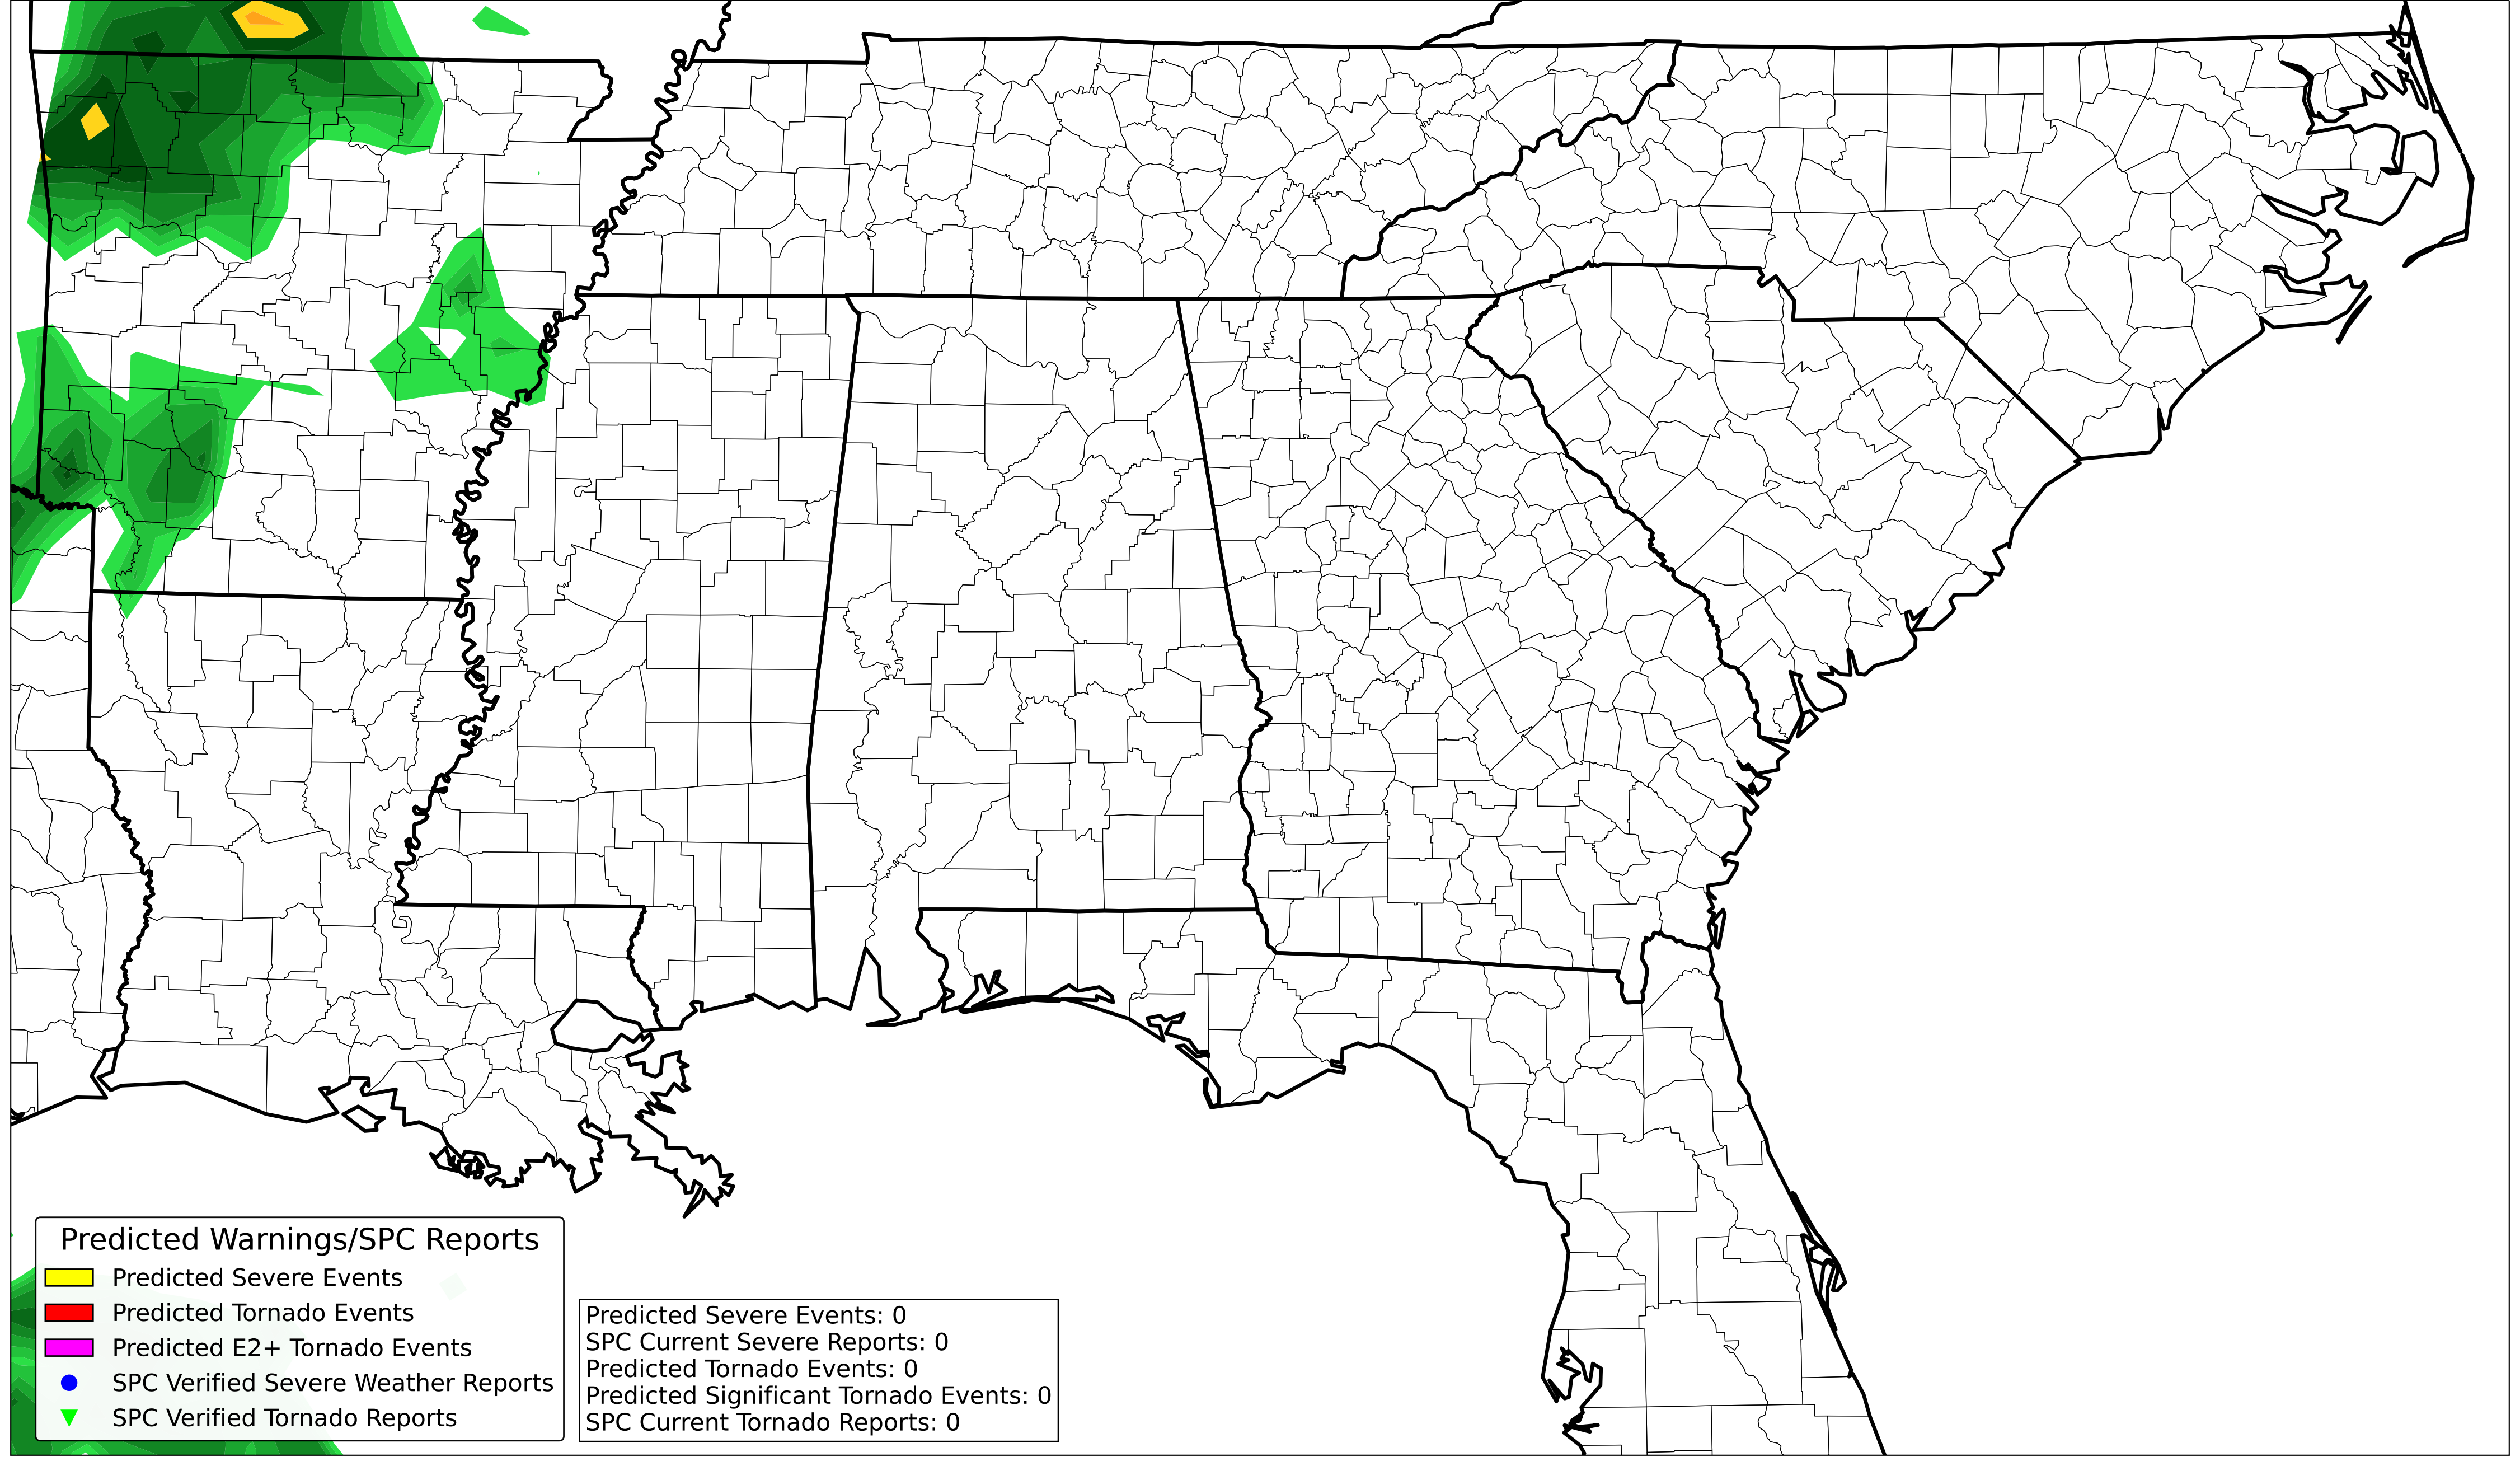 Predicted Warnings/SPC Reports
Predicted Severe Events
Predicted Tornado Events
Predicted E2+ Tornado Events
SPC Verified Severe Weather Reports
SPC Verified Tornado Reports
Predicted Severe Events: 0
SPC Current Severe Reports: 0
Predicted Tornado Events: 0
Predicted Significant Tornado Events: 0
SPC Current Tornado Reports: 0